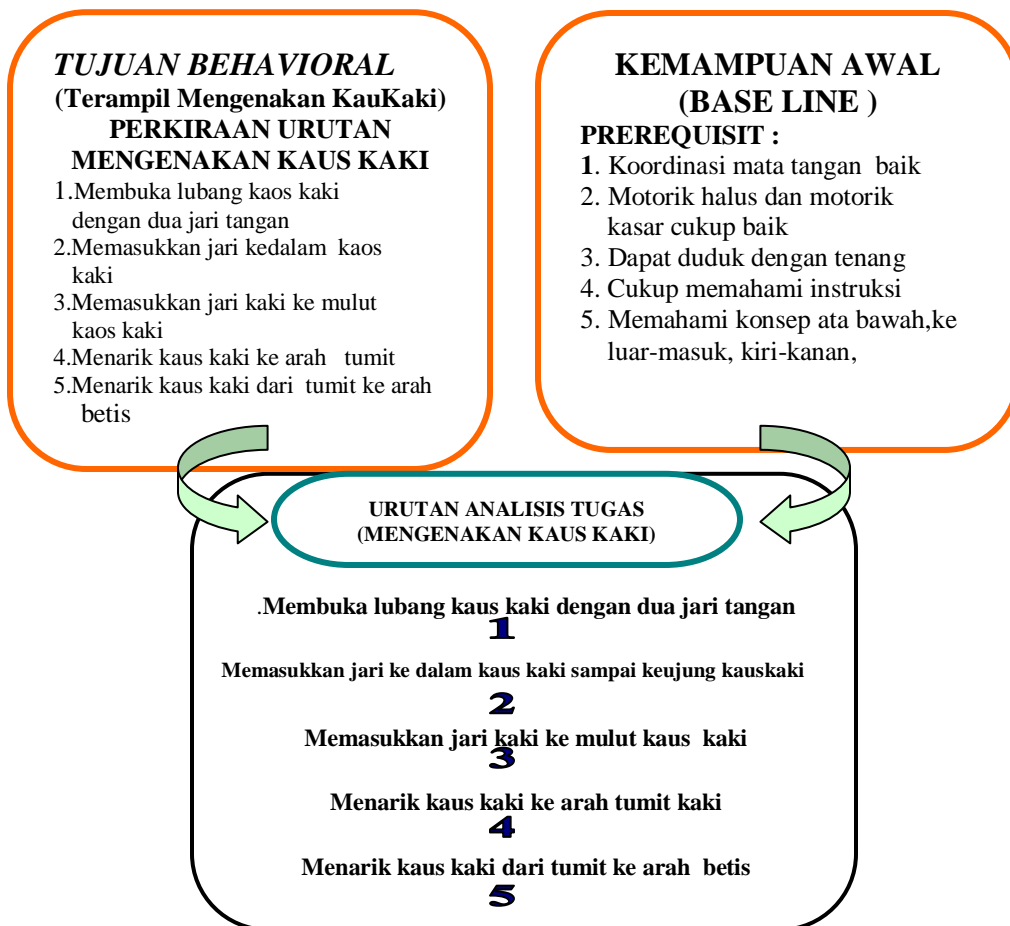 TUJUAN BEHAVIORAL
(Terampil Mengenakan KauKaki)
PERKIRAAN URUTAN
MENGENAKAN KAUS KAKI
1.Membuka lubang kaos kaki
dengan dua jari tangan
2.Memasukkan jari kedalam kaos
kaki
3.Memasukkan jari kaki ke mulut
kaos kaki
4.Menarik kaus kaki ke arah tumit
5.Menarik kaus kaki dari tumit ke arah
betis
KEMAMPUAN AWAL
(BASE LINE )
PREREQUISIT :
1. Koordinasi mata tangan baik
2. Motorik halus dan motorik
kasar cukup baik
3. Dapat duduk dengan tenang
4. Cukup memahami instruksi
5. Memahami konsep ata bawah,ke
luar-masuk, kiri-kanan,
URUTAN ANALISIS TUGAS
(MENGENAKAN KAUS KAKI)
.Membuka lubang kaus kaki dengan dua jari tangan
1
Memasukkan jari ke dalam kaus kaki sampai keujung kauskaki
2
Memasukkan jari kaki ke mulut kaus kaki
3
Menarik kaus kaki ke arah tumit kaki
4
Menarik kaus kaki dari tumit ke arah betis
5